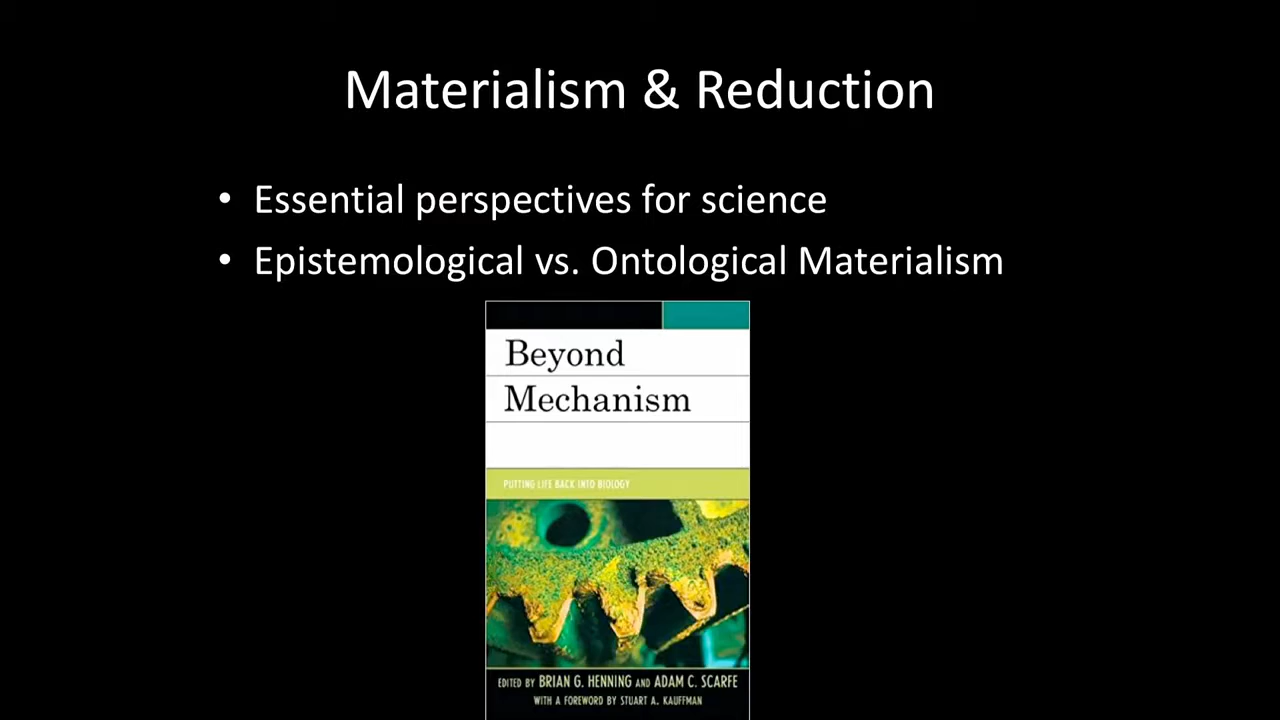 Materialism & Reduction
• Essential perspectives for science
• Epistemological vs. Ontological Materialism
Beyond
Mechanism
PUTTING LIFE BACK INTO BIOLOGY
EDITED BY BRIAN G. HENNING AND ADAM C. SCARFE
WITH A FOREWORD BY STUART A. KAUFFMAN